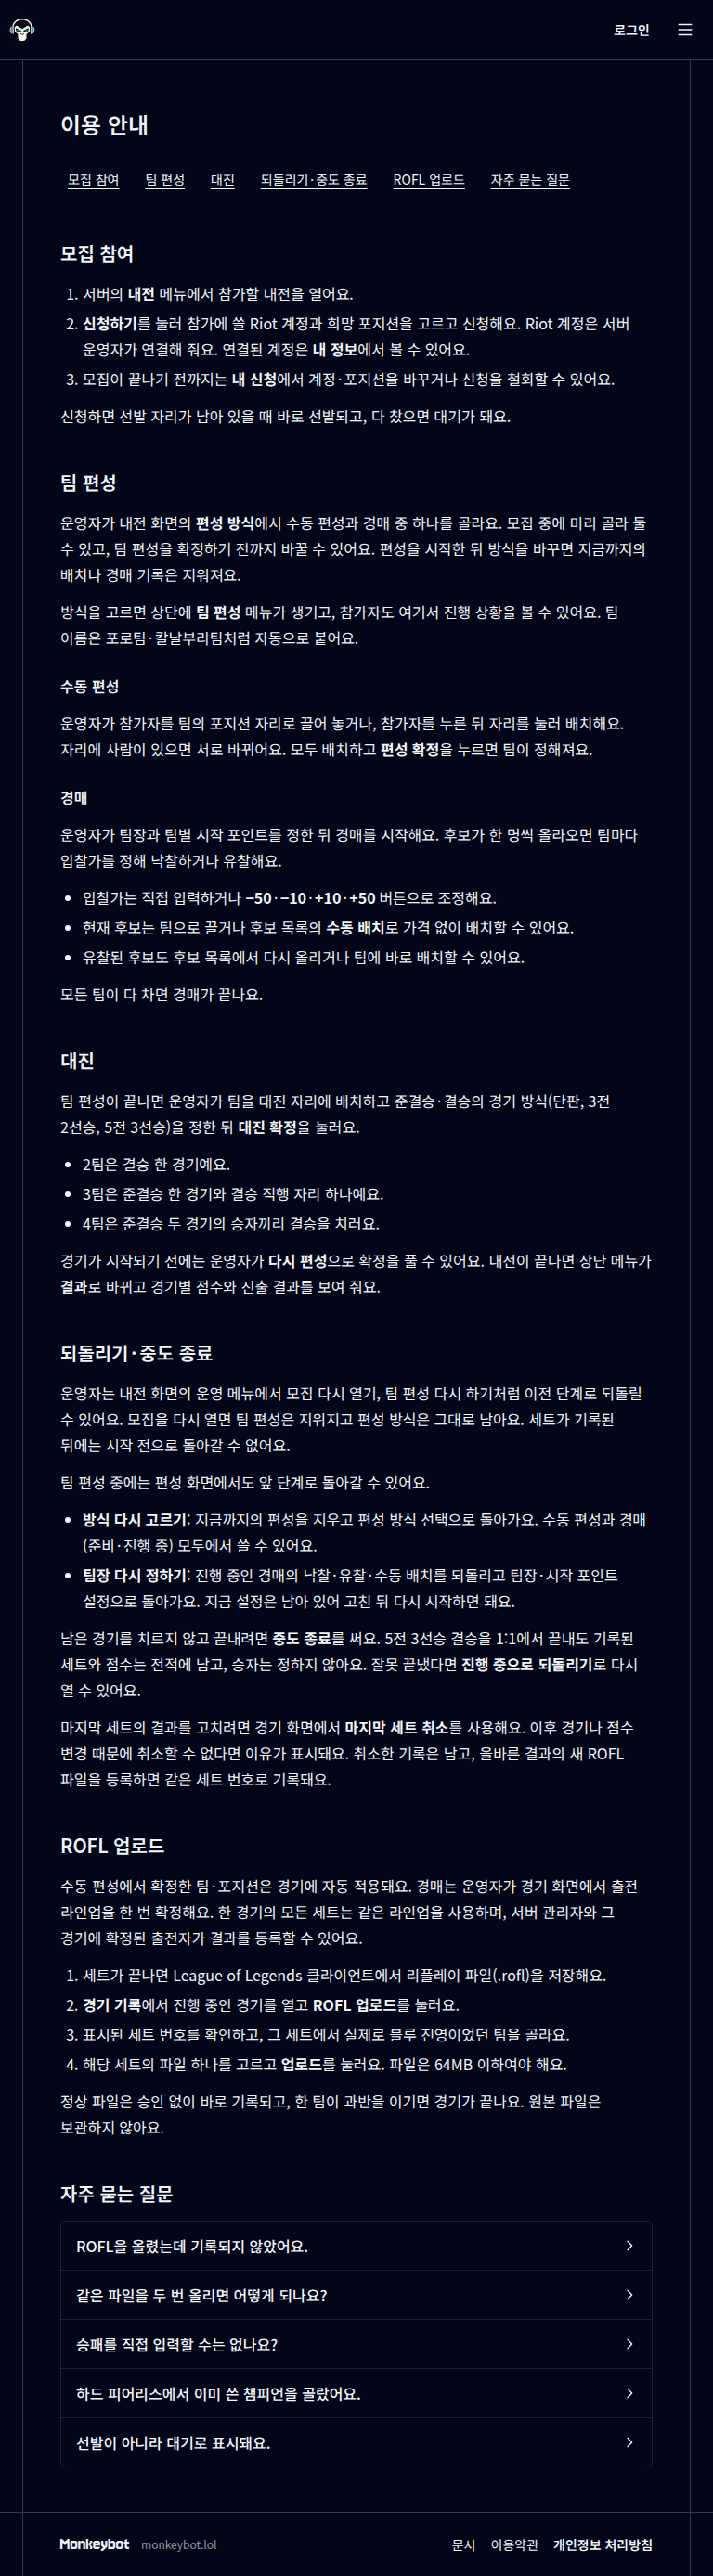 로그인
이용 안내
모집 참여 팀 편성 대진 되돌리기·중도 종료 ROFL 업로드 자주 묻는 질문
모집 참여
1. 서버의 내전 메뉴에서 참가할 내전을 열어요.
2. 신청하기를 눌러 참가에 쓸 Riot 계정과 희망 포지션을 고르고 신청해요. Riot 계정은 서버
운영자가 연결해 줘요. 연결된 계정은 내 정보에서 볼 수 있어요.
3. 모집이 끝나기 전까지는 내 신청에서 계정·포지션을 바꾸거나 신청을 철회할 수 있어요.
신청하면 선발 자리가 남아 있을 때 바로 선발되고, 다 찼으면 대기가 돼요.
팀 편성
운영자가 내전 화면의 편성 방식에서 수동 편성과 경매 중 하나를 골라요. 모집 중에 미리 골라 둘
수 있고, 팀 편성을 확정하기 전까지 바꿀 수 있어요. 편성을 시작한 뒤 방식을 바꾸면 지금까지의
배치나 경매 기록은 지워져요.
방식을 고르면 상단에 팀 편성 메뉴가 생기고, 참가자도 여기서 진행 상황을 볼 수 있어요. 팀
이름은 포로팀·칼날부리팀처럼 자동으로 붙어요.
수동 편성
운영자가 참가자를 팀의 포지션 자리로 끌어 놓거나, 참가자를 누른 뒤 자리를 눌러 배치해요.
자리에 사람이 있으면 서로 바뀌어요. 모두 배치하고 편성 확정을 누르면 팀이 정해져요.
경매
운영자가 팀장과 팀별 시작 포인트를 정한 뒤 경매를 시작해요. 후보가 한 명씩 올라오면 팀마다
입찰가를 정해 낙찰하거나 유찰해요.
• 입찰가는 직접 입력하거나 −50·−10·+10·+50 버튼으로 조정해요.
• 현재 후보는 팀으로 끌거나 후보 목록의 수동 배치로 가격 없이 배치할 수 있어요.
• 유찰된 후보도 후보 목록에서 다시 올리거나 팀에 바로 배치할 수 있어요.
모든 팀이 다 차면 경매가 끝나요.
대진
팀 편성이 끝나면 운영자가 팀을 대진 자리에 배치하고 준결승·결승의 경기 방식(단판, 3전
2선승, 5전 3선승)을 정한 뒤 대진 확정을 눌러요.
• 2팀은 결승 한 경기예요.
• 3팀은 준결승 한 경기와 결승 직행 자리 하나예요.
• 4팀은 준결승 두 경기의 승자끼리 결승을 치러요.
경기가 시작되기 전에는 운영자가 다시 편성으로 확정을 풀 수 있어요. 내전이 끝나면 상단 메뉴가
결과로 바뀌고 경기별 점수와 진출 결과를 보여 줘요.
되돌리기·중도 종료
운영자는 내전 화면의 운영 메뉴에서 모집 다시 열기, 팀 편성 다시 하기처럼 이전 단계로 되돌릴
수 있어요. 모집을 다시 열면 팀 편성은 지워지고 편성 방식은 그대로 남아요. 세트가 기록된
뒤에는 시작 전으로 돌아갈 수 없어요.
팀 편성 중에는 편성 화면에서도 앞 단계로 돌아갈 수 있어요.
• 방식 다시 고르기: 지금까지의 편성을 지우고 편성 방식 선택으로 돌아가요. 수동 편성과 경매
(준비·진행 중) 모두에서 쓸 수 있어요.
• 팀장 다시 정하기: 진행 중인 경매의 낙찰·유찰·수동 배치를 되돌리고 팀장·시작 포인트
설정으로 돌아가요. 지금 설정은 남아 있어 고친 뒤 다시 시작하면 돼요.
남은 경기를 치르지 않고 끝내려면 중도 종료를 써요. 5전 3선승 결승을 1:1에서 끝내도 기록된
세트와 점수는 전적에 남고, 승자는 정하지 않아요. 잘못 끝냈다면 진행 중으로 되돌리기로 다시
열 수 있어요.
마지막 세트의 결과를 고치려면 경기 화면에서 마지막 세트 취소를 사용해요. 이후 경기나 점수
변경 때문에 취소할 수 없다면 이유가 표시돼요. 취소한 기록은 남고, 올바른 결과의 새 ROFL
파일을 등록하면 같은 세트 번호로 기록돼요.
ROFL 업로드
수동 편성에서 확정한 팀·포지션은 경기에 자동 적용돼요. 경매는 운영자가 경기 화면에서 출전
라인업을 한 번 확정해요. 한 경기의 모든 세트는 같은 라인업을 사용하며, 서버 관리자와 그
경기에 확정된 출전자가 결과를 등록할 수 있어요.
1. 세트가 끝나면 League of Legends 클라이언트에서 리플레이 파일(.rofl)을 저장해요.
2. 경기 기록에서 진행 중인 경기를 열고 ROFL 업로드를 눌러요.
3. 표시된 세트 번호를 확인하고, 그 세트에서 실제로 블루 진영이었던 팀을 골라요.
4. 해당 세트의 파일 하나를 고르고 업로드를 눌러요. 파일은 64MB 이하여야 해요.
정상 파일은 승인 없이 바로 기록되고, 한 팀이 과반을 이기면 경기가 끝나요. 원본 파일은
보관하지 않아요.
자주 묻는 질문
ROFL을 올렸는데 기록되지 않았어요.
같은 파일을 두 번 올리면 어떻게 되나요?
승패를 직접 입력할 수는 없나요?
하드 피어리스에서 이미 쓴 챔피언을 골랐어요.
선발이 아니라 대기로 표시돼요.
Monkeybot monkeybot.lol 문서 이용약관 개인정보 처리방침